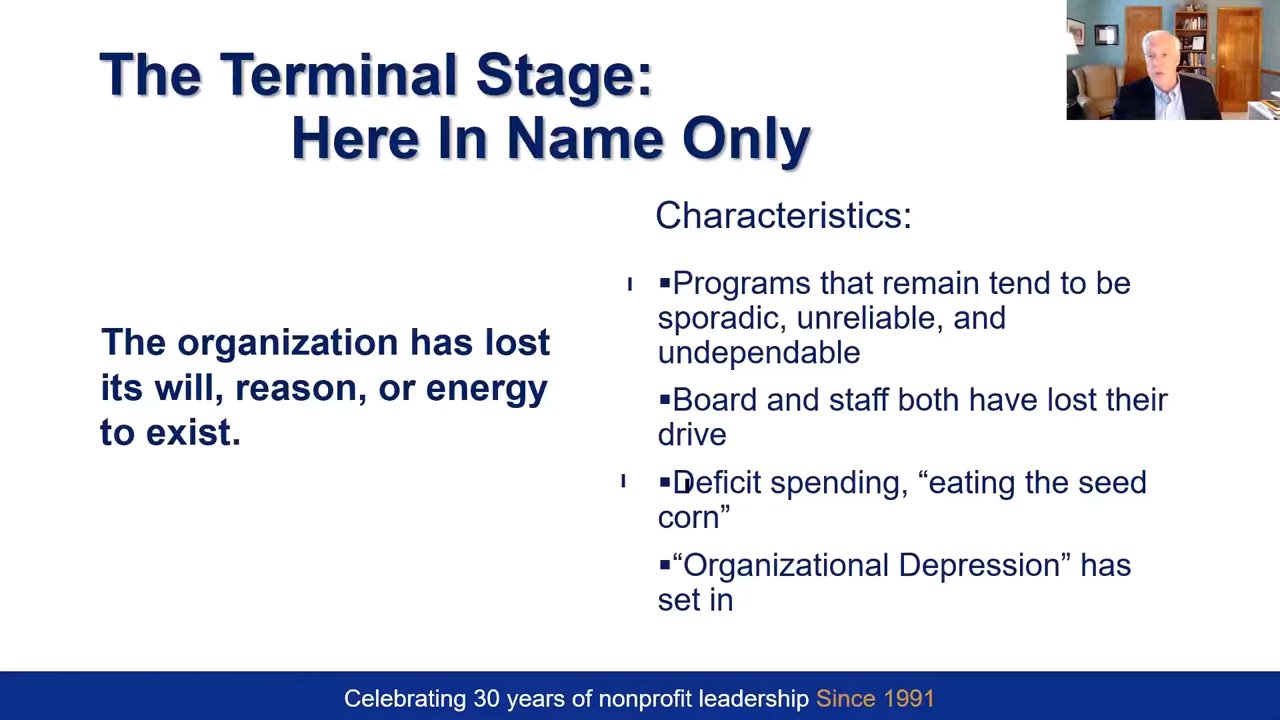 The Terminal Stage:
Here In Name Only
Characteristics:
The organization has lost
its will, reason, or energy
to exist.
▪Programs that remain tend to be
sporadic, unreliable, and
undependable
▪Board and staff both have lost their
drive
▪Deficit spending, “eating the seed
corn”
▪“Organizational Depression” has
set in
Celebrating 30 years of nonprofit leadership Since 1991